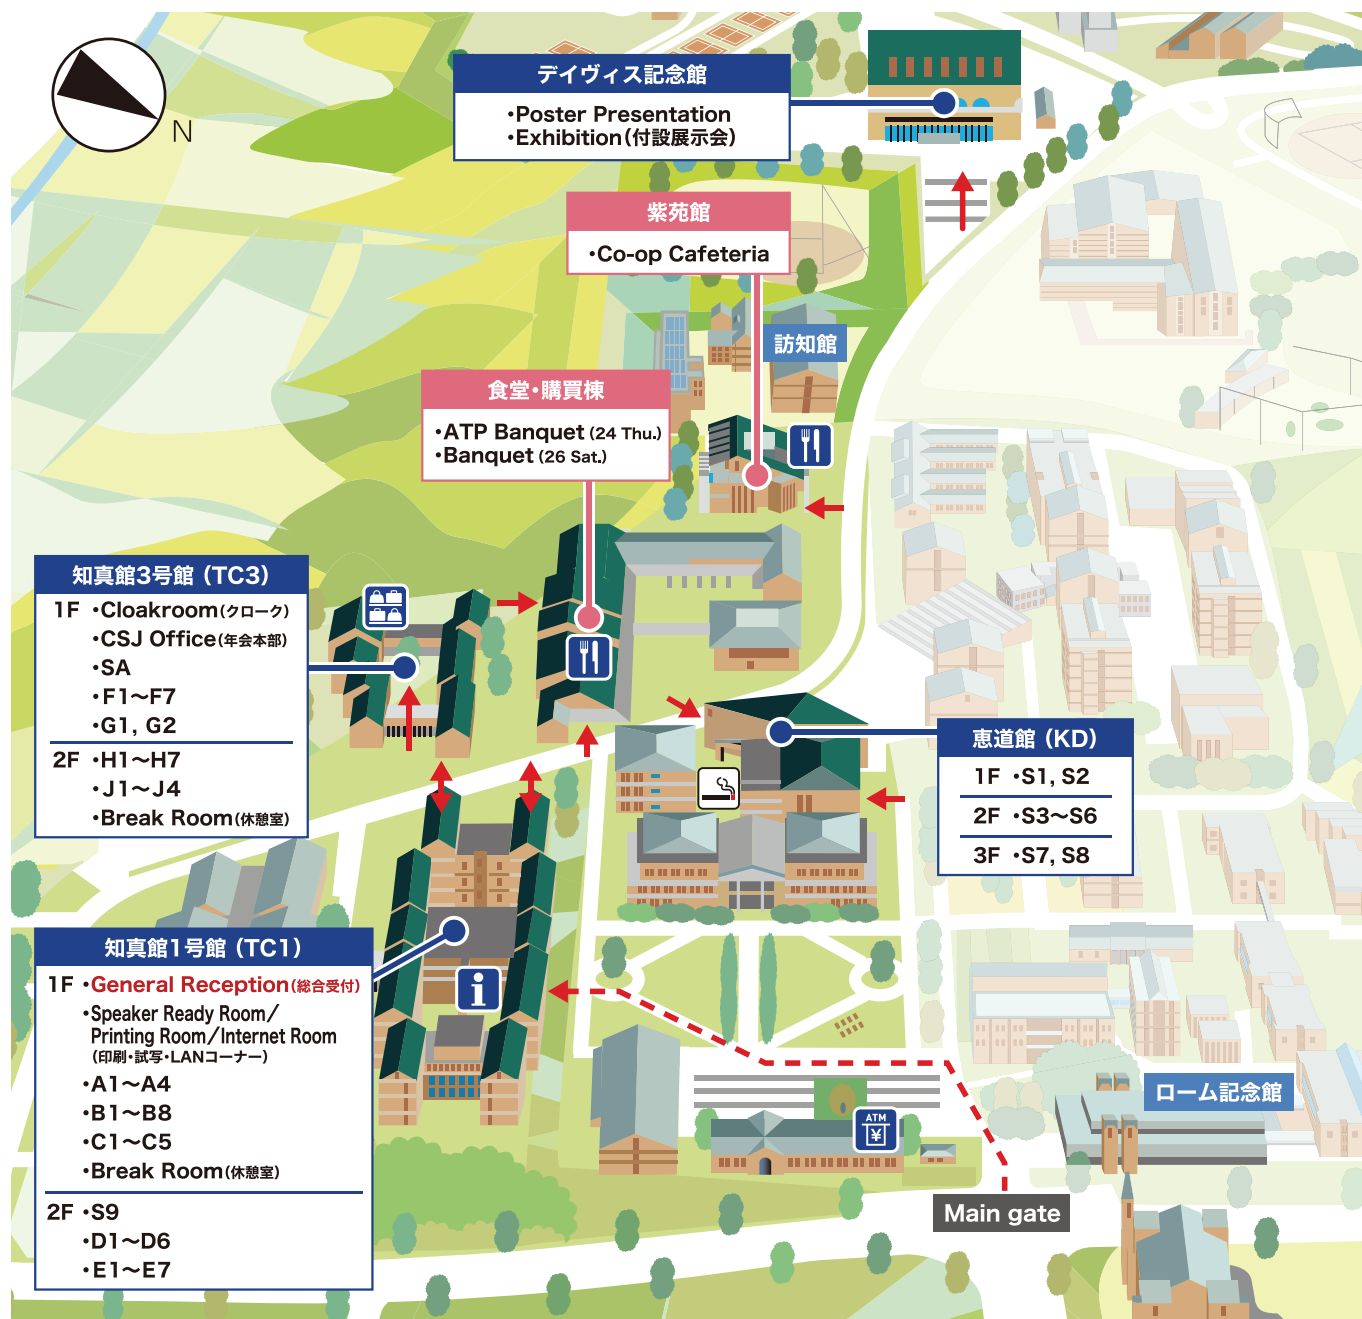 N
デイヴィス記念館
・Poster Presentation
・Exhibition(付設展示会)
紫苑館
・Co-op Cafeteria
訪知館
食堂・購買棟
・ATP Banquet (24 Thu.)
・Banquet (26 Sat.)
知真館3号館 (TC3)
1F ・Cloakroom(クローク)
・CSJ Office(年会本部)
・SA
・F1～F7
・G1, G2
2F ・H1～H7
・J1～J4
・Break Room(休憩室)
恵道館 (KD)
1F ・S1, S2
2F ・S3～S6
3F ・S7, S8
知真館1号館 (TC1)
1F ・General Reception(総合受付)
・Speaker Ready Room/
Printing Room/Internet Room
(印刷・試写・LANコーナー)
・A1～A4
・B1～B8
・C1～C5
・Break Room(休憩室)
2F ・S9
・D1～D6
・E1～E7
i
ローム記念館
ATM
¥
Main gate